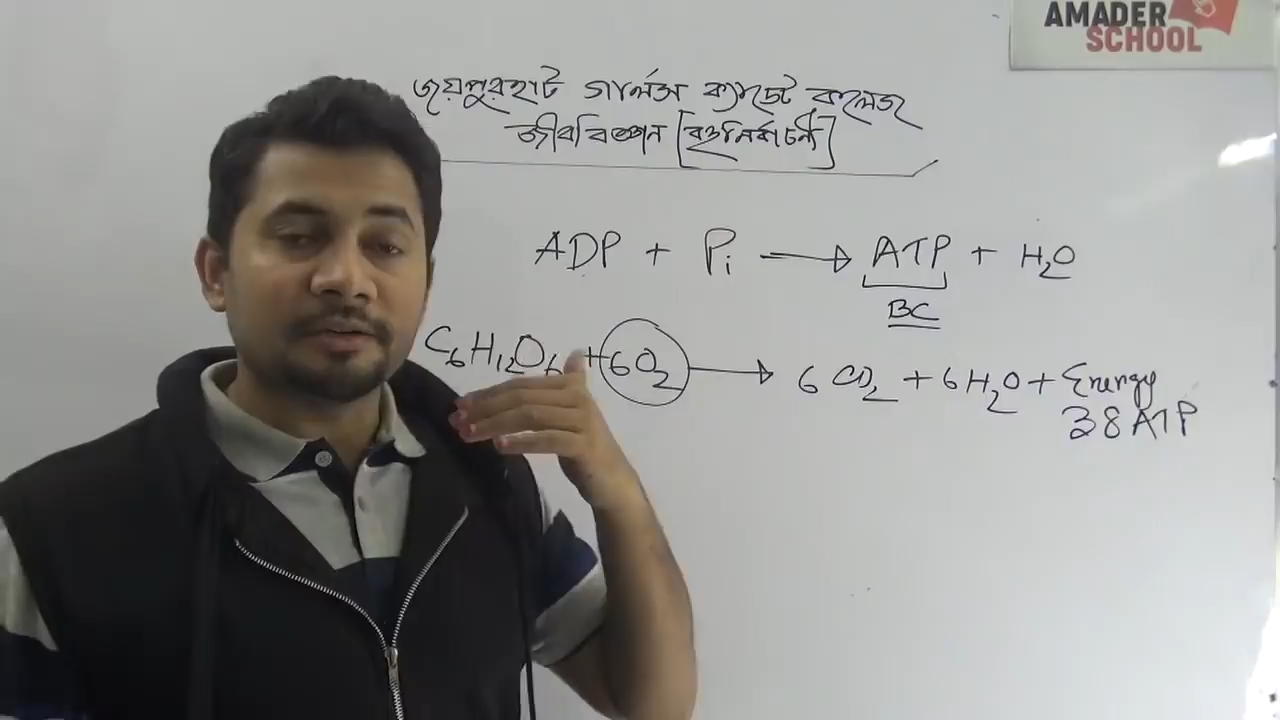 AMADER
SCHOOL
জয়পুরহাট গার্লস ক্যাডেট কলেজ
জীববিজ্ঞান [বহুনির্বাচনী]
ADP + Pi → ATP + H₂O
BC
C₆H₁₂O₆ + 6O₂ → 6CO₂ + 6H₂O + Energy
38 ATP